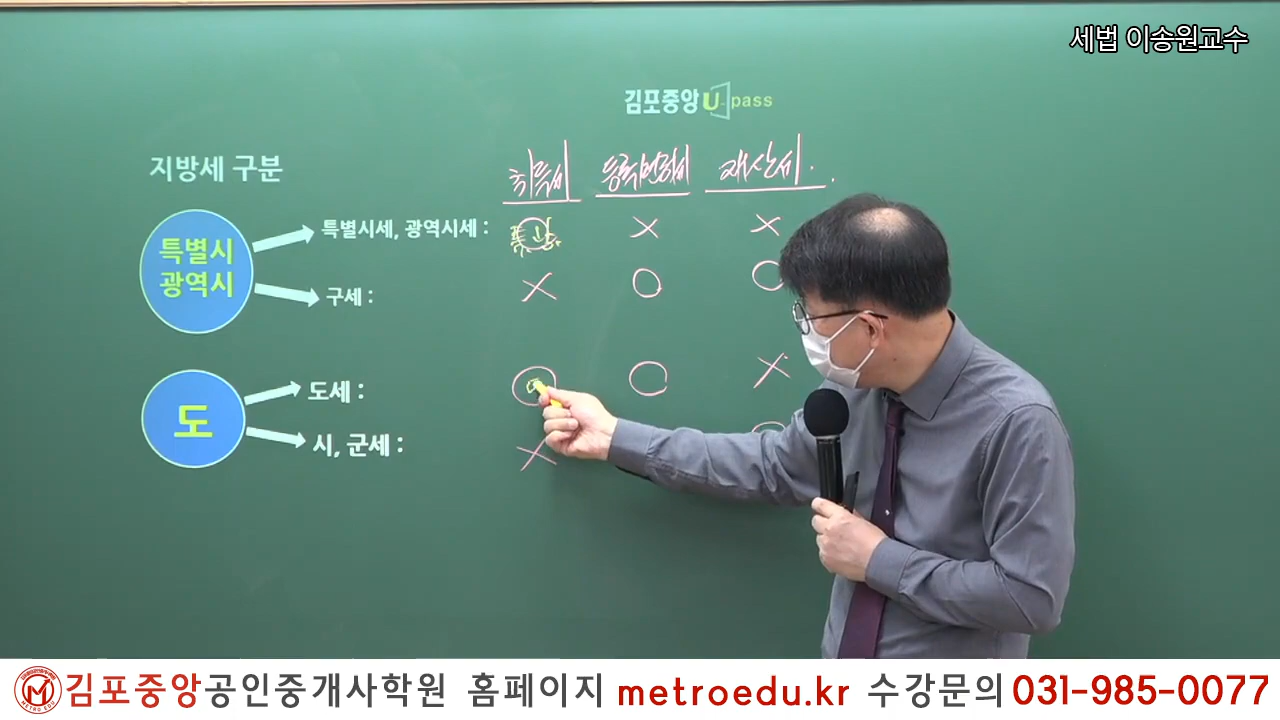 세법 이송원교수
김포중앙 U pass
지방세 구분
취득세 등록면허세 재산세.
특별시
광역시
특별시세, 광역시세 : X X
구세 : X O O
도
도세 : O O X
시, 군세 : X
METRO EDU
김포중앙공인중개사학원 홈페이지 metroedu.kr 수강문의 031-985-0077